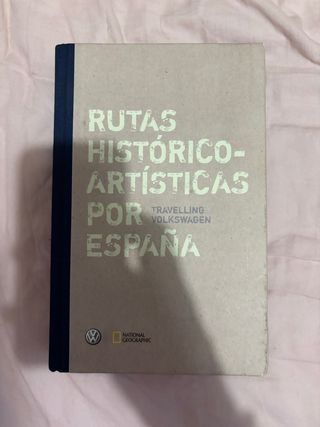 RUTAS
HISTÓRICO-
ARTÍSTICAS
POR
TRAVELLING
VOLKSWAGEN
ESPAÑA
NATIONAL
GEOGRAPHIC